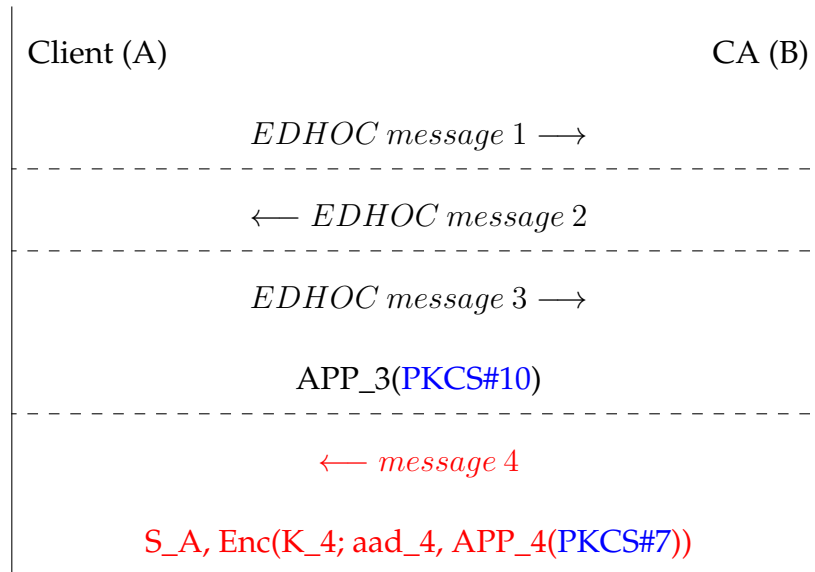 Client (A) CA (B)
EDHOC message 1 ⟶
⟵ EDHOC message 2
EDHOC message 3 ⟶
APP_3(PKCS#10)
⟵ message 4
S_A, Enc(K_4; aad_4, APP_4(PKCS#7))